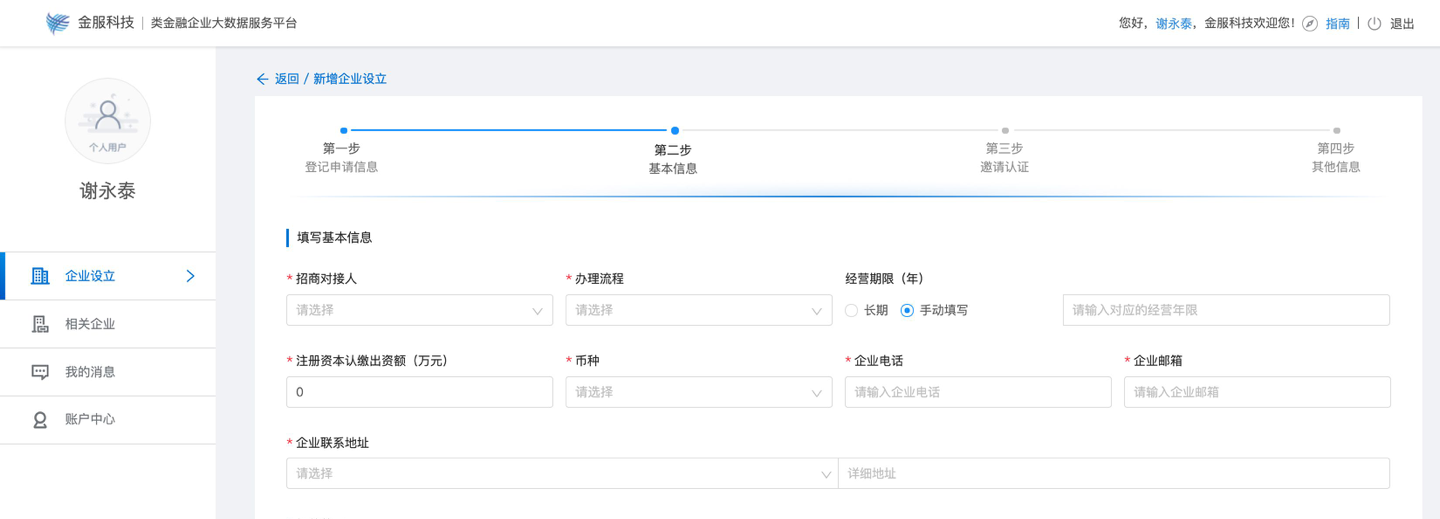 金服科技 | 类金融企业大数据服务平台
您好，谢永泰，金服科技欢迎您！ 指南 | 退出
个人用户
谢永泰
企业设立
相关企业
我的消息
账户中心
返回 / 新增企业设立
第一步
登记申请信息
第二步
基本信息
第三步
邀请认证
第四步
其他信息
填写基本信息
* 招商对接人
请选择
* 办理流程
请选择
经营期限（年）
长期 手动填写
请输入对应的经营年限
* 注册资本认缴出资额（万元）
0
* 币种
请选择
* 企业电话
请输入企业电话
* 企业邮箱
请输入企业邮箱
* 企业联系地址
请选择
详细地址